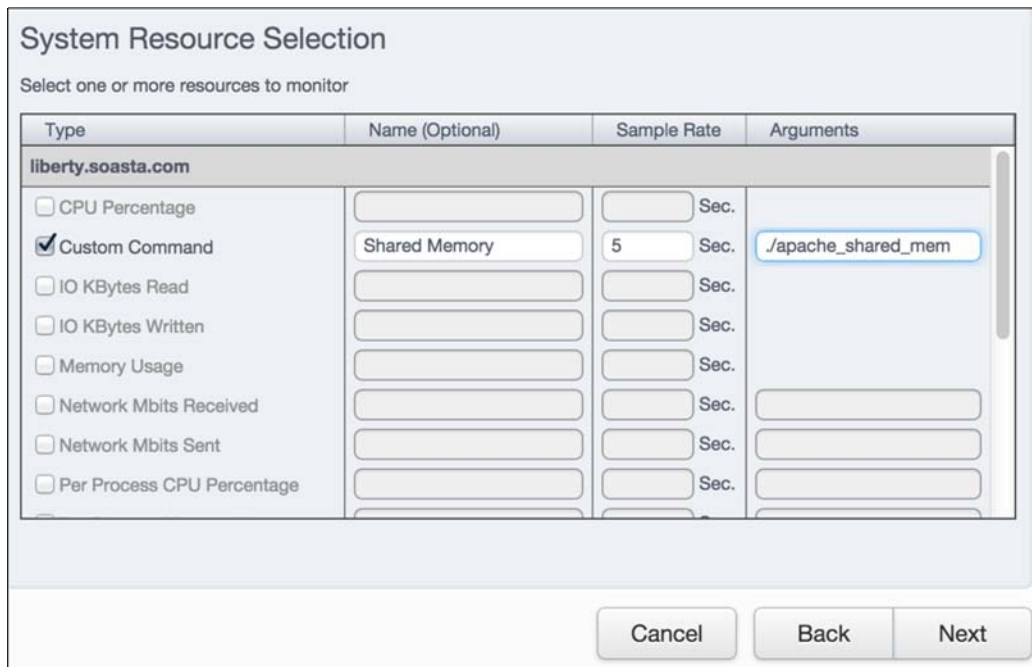 System Resource Selection
Select one or more resources to monitor
Type Name (Optional) Sample Rate Arguments
liberty.soasta.com
CPU Percentage Sec.
Custom Command Shared Memory 5 Sec. ./apache_shared_mem
IO KBytes Read Sec.
IO KBytes Written Sec.
Memory Usage Sec.
Network Mbits Received Sec.
Network Mbits Sent Sec.
Per Process CPU Percentage Sec.
Cancel Back Next